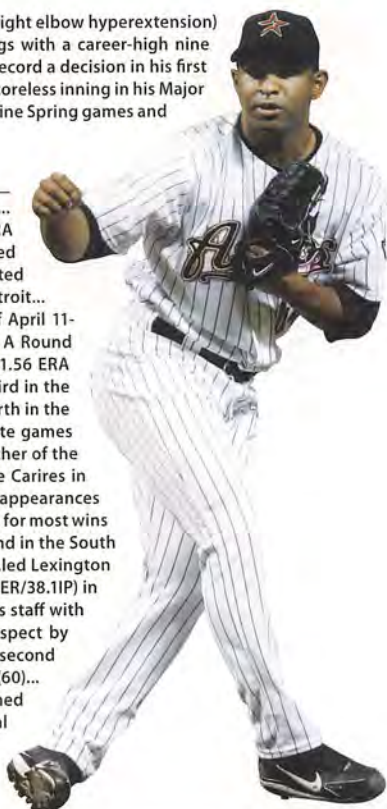 ight elbow hyperextension)
gs with a career-high nine
ecord a decision in his first
coreless inning in his Major
ine Spring games and
...
A
ed
ted
troit...
f April 11-
A Round
1.56 ERA
ird in the
rth in the
te games
ther of the
e Carires in
appearances
for most wins
nd in the South
.led Lexington
ER/38.1IP) in
s staff with
spect by
second
(60)...
ned
al
Astros